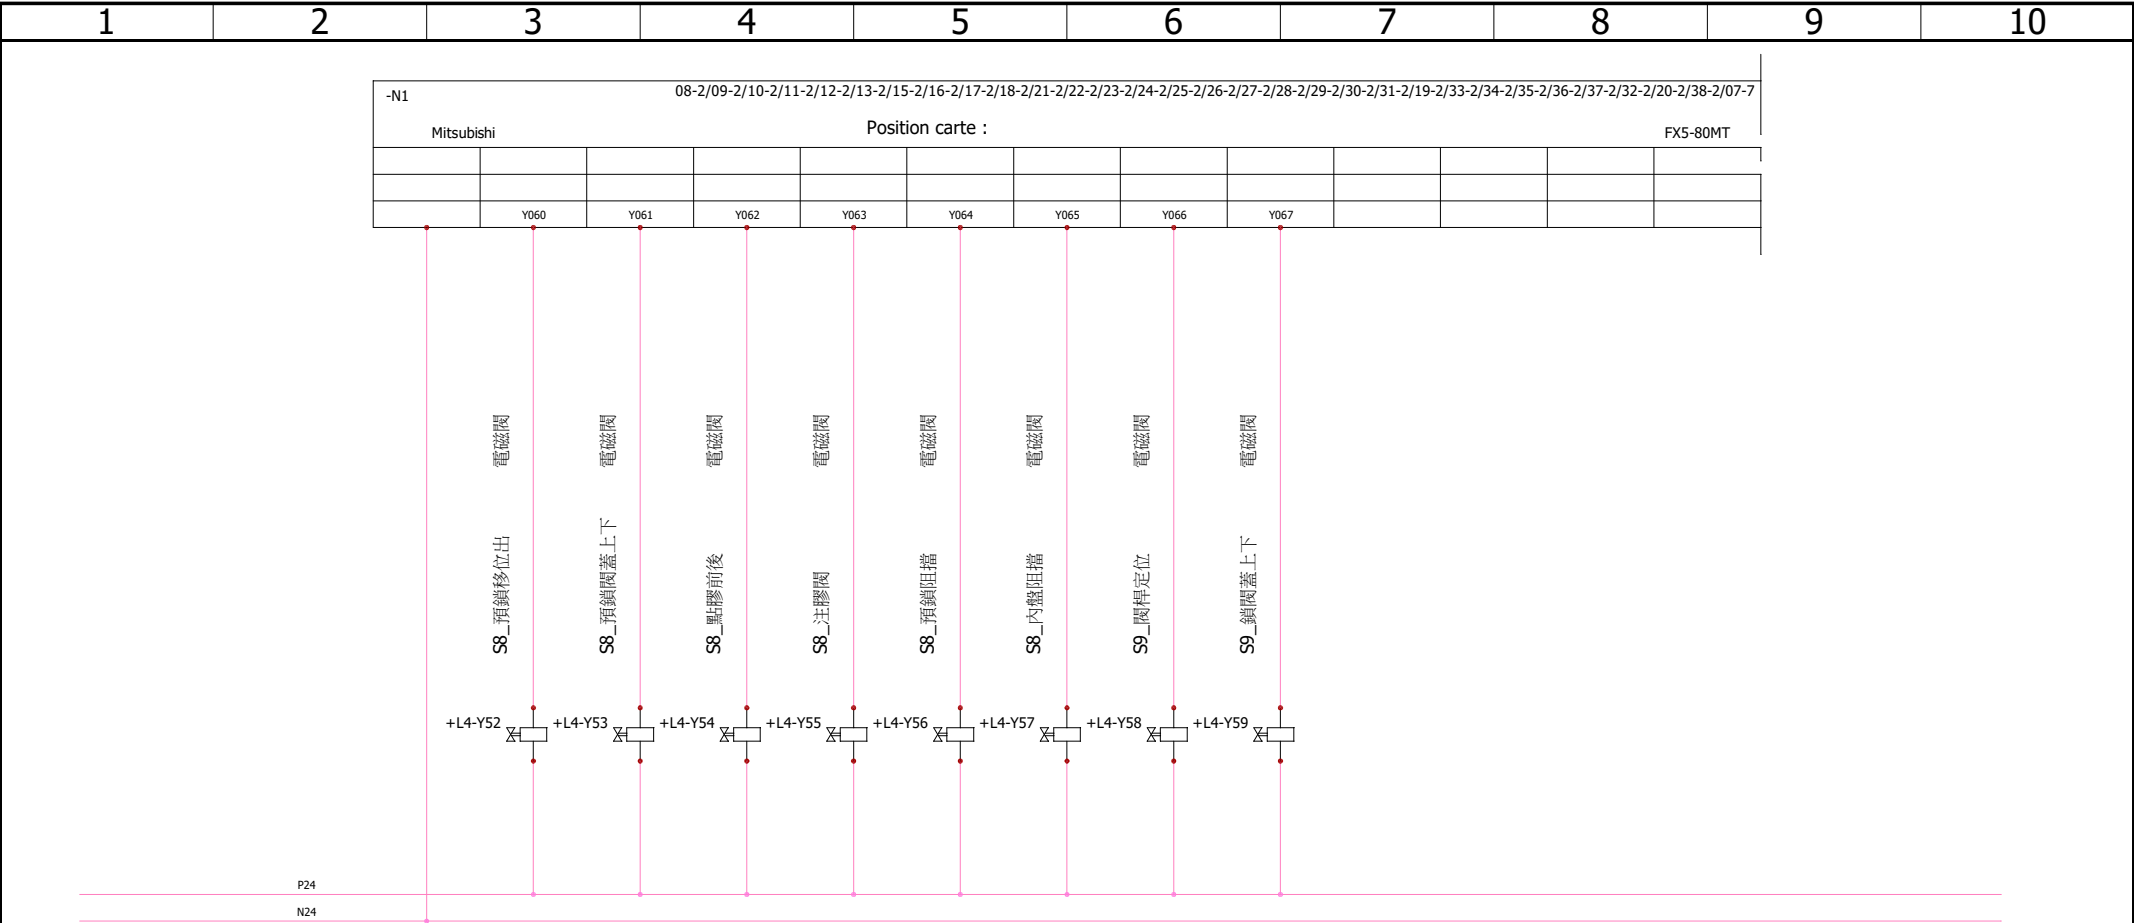 1 2 3 4 5 6 7 8 9 10
-N1 08-2/09-2/10-2/11-2/12-2/13-2/15-2/16-2/17-2/18-2/21-2/22-2/23-2/24-2/25-2/26-2/27-2/28-2/29-2/30-2/31-2/19-2/33-2/34-2/35-2/36-2/37-2/32-2/20-2/38-2/07-7
Mitsubishi Position carte : FX5-80MT
Y060 Y061 Y062 Y063 Y064 Y065 Y066 Y067
S8_預鎖移位出 電磁閥
S8_預鎖閥蓋上下 電磁閥
S8_點膠前後 電磁閥
S8_注膠閥 電磁閥
S8_預鎖阻擋 電磁閥
S8_內盤阻擋 電磁閥
S9_閥桿定位 電磁閥
S9_鎖閥蓋上下 電磁閥
+L4-Y52 +L4-Y53 +L4-Y54 +L4-Y55 +L4-Y56 +L4-Y57 +L4-Y58 +L4-Y59
P24
N24